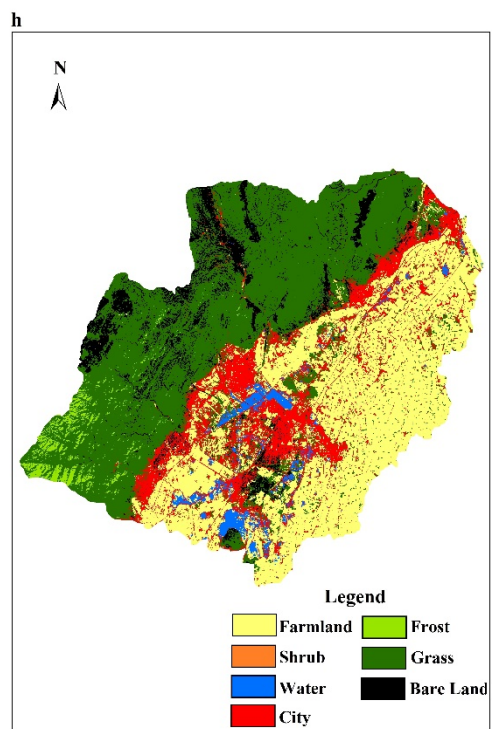 h
N
Legend
Farmland Frost
Shrub Grass
Water Bare Land
City